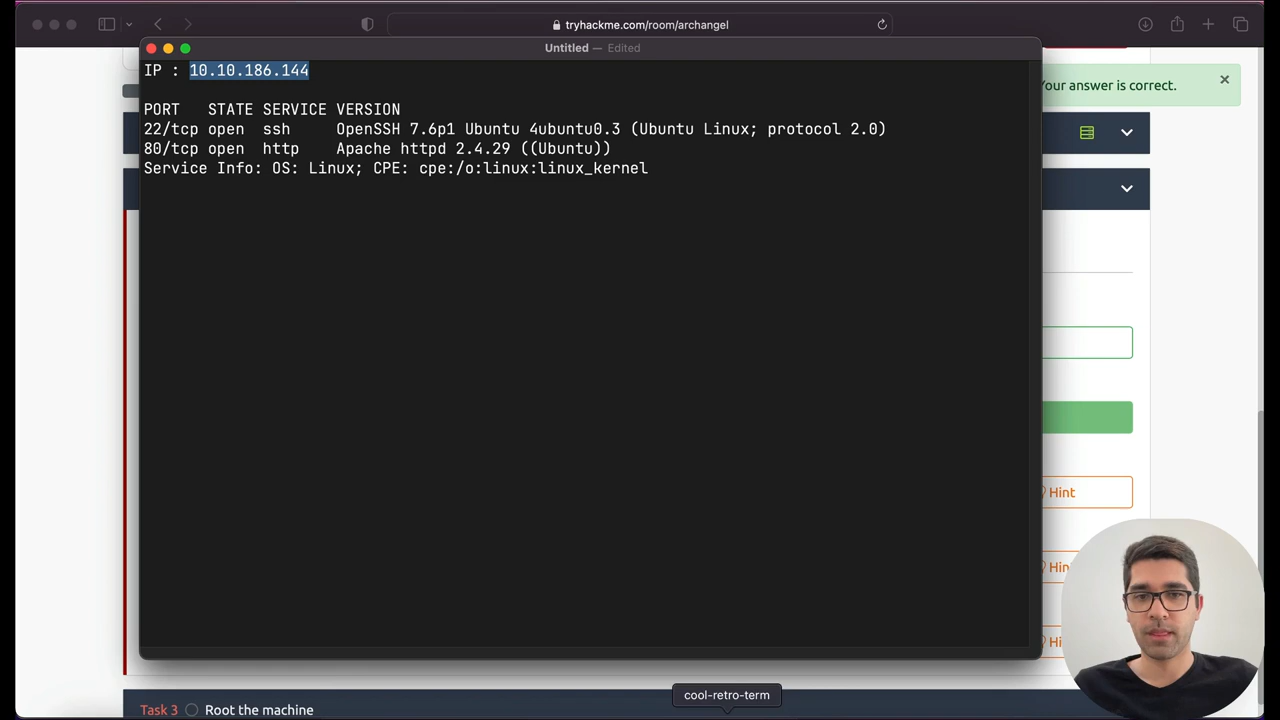 tryhackme.com/room/archangel
Untitled — Edited
IP : 10.10.186.144
our answer is correct.
PORT STATE SERVICE VERSION
22/tcp open ssh OpenSSH 7.6p1 Ubuntu 4ubuntu0.3 (Ubuntu Linux; protocol 2.0)
80/tcp open http Apache httpd 2.4.29 ((Ubuntu))
Service Info: OS: Linux; CPE: cpe:/o:linux:linux_kernel
Hint
Hin
Hi
cool-retro-term
Task 3 Root the machine